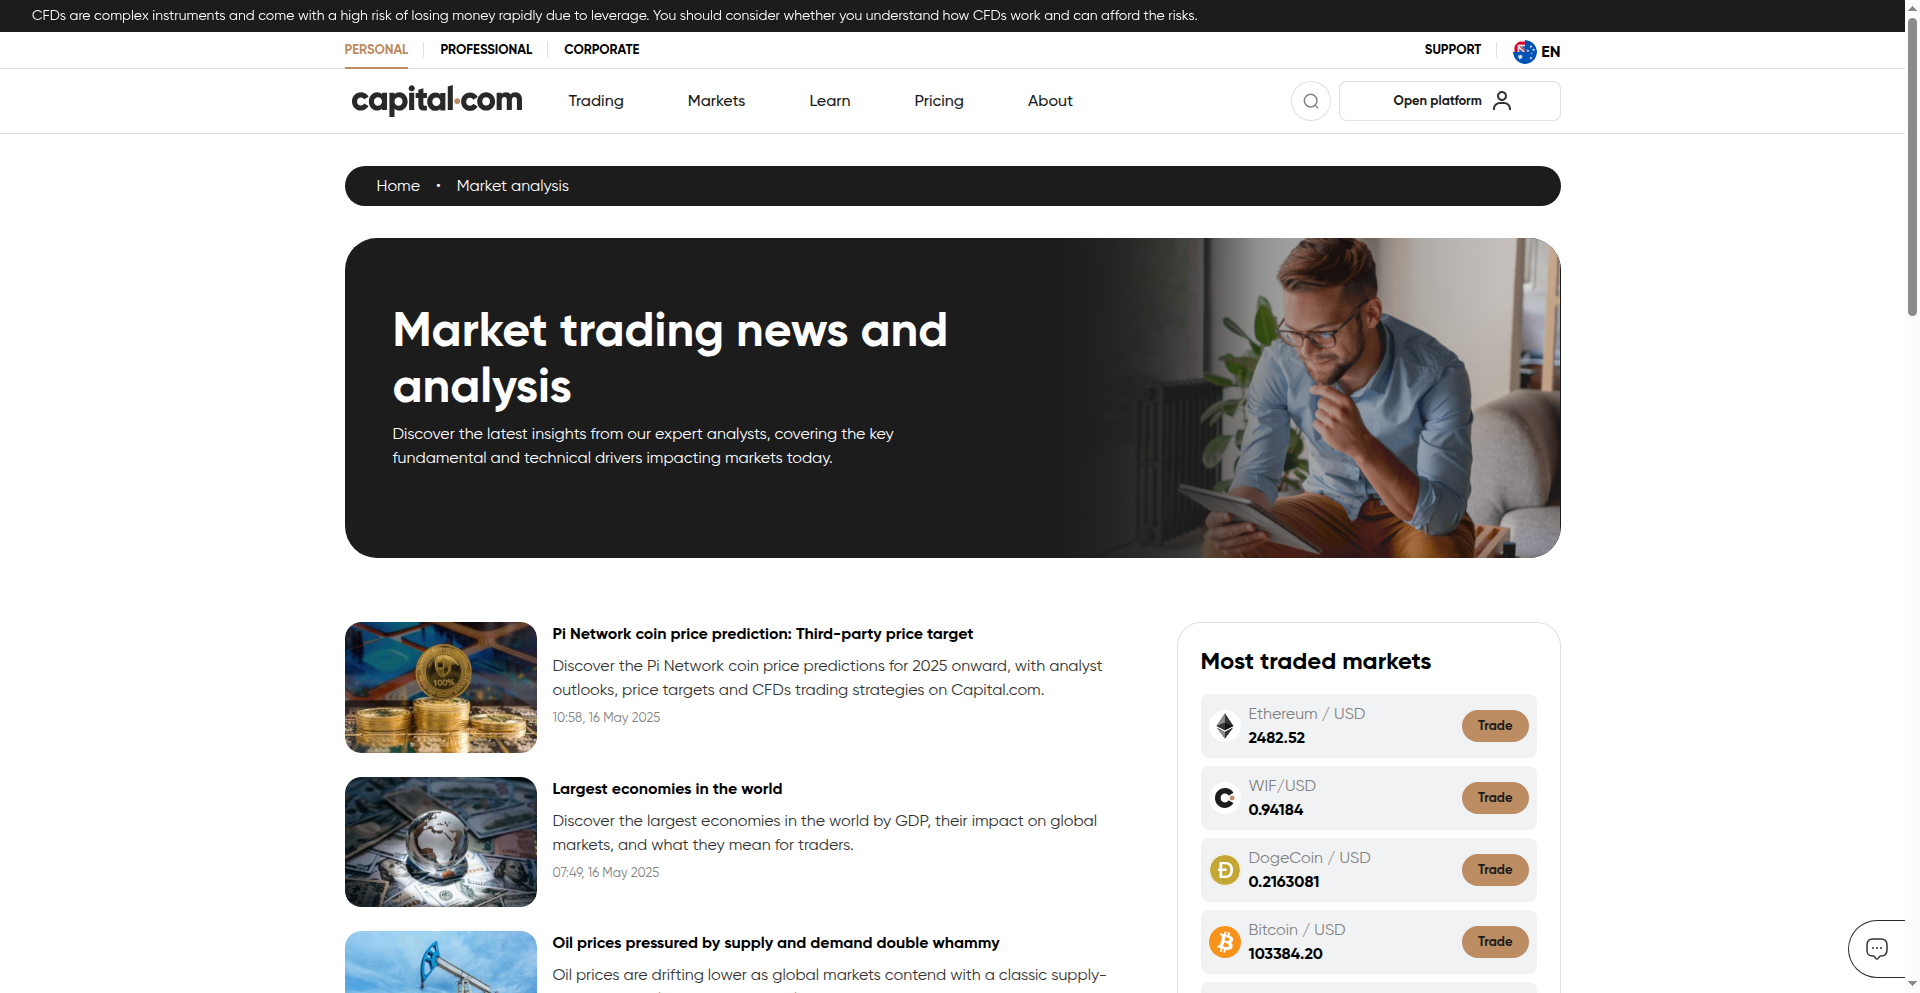 CFDs are complex instruments and come with a high risk of losing money rapidly due to leverage. You should consider whether you understand how CFDs work and can afford the risks.
PERSONAL
PROFESSIONAL
CORPORATE
SUPPORT
EN
capital.com
Trading
Markets
Learn
Pricing
About
Open platform
Home • Market analysis
Market trading news and
analysis
Discover the latest insights from our expert analysts, covering the key
fundamental and technical drivers impacting markets today.
100%
Pi Network coin price prediction: Third-party price target
Discover the Pi Network coin price predictions for 2025 onward, with analyst
outlooks, price targets and CFDs trading strategies on Capital.com.
10:58, 16 May 2025
Largest economies in the world
Discover the largest economies in the world by GDP, their impact on global
markets, and what they mean for traders.
07:49, 16 May 2025
Oil prices pressured by supply and demand double whammy
Oil prices are drifting lower as global markets contend with a classic supply-
Most traded markets
Ethereum / USD
2482.52
Trade
WIF/USD
0.94184
Trade
DogeCoin / USD
0.2163081
Trade
Bitcoin / USD
103384.20
Trade